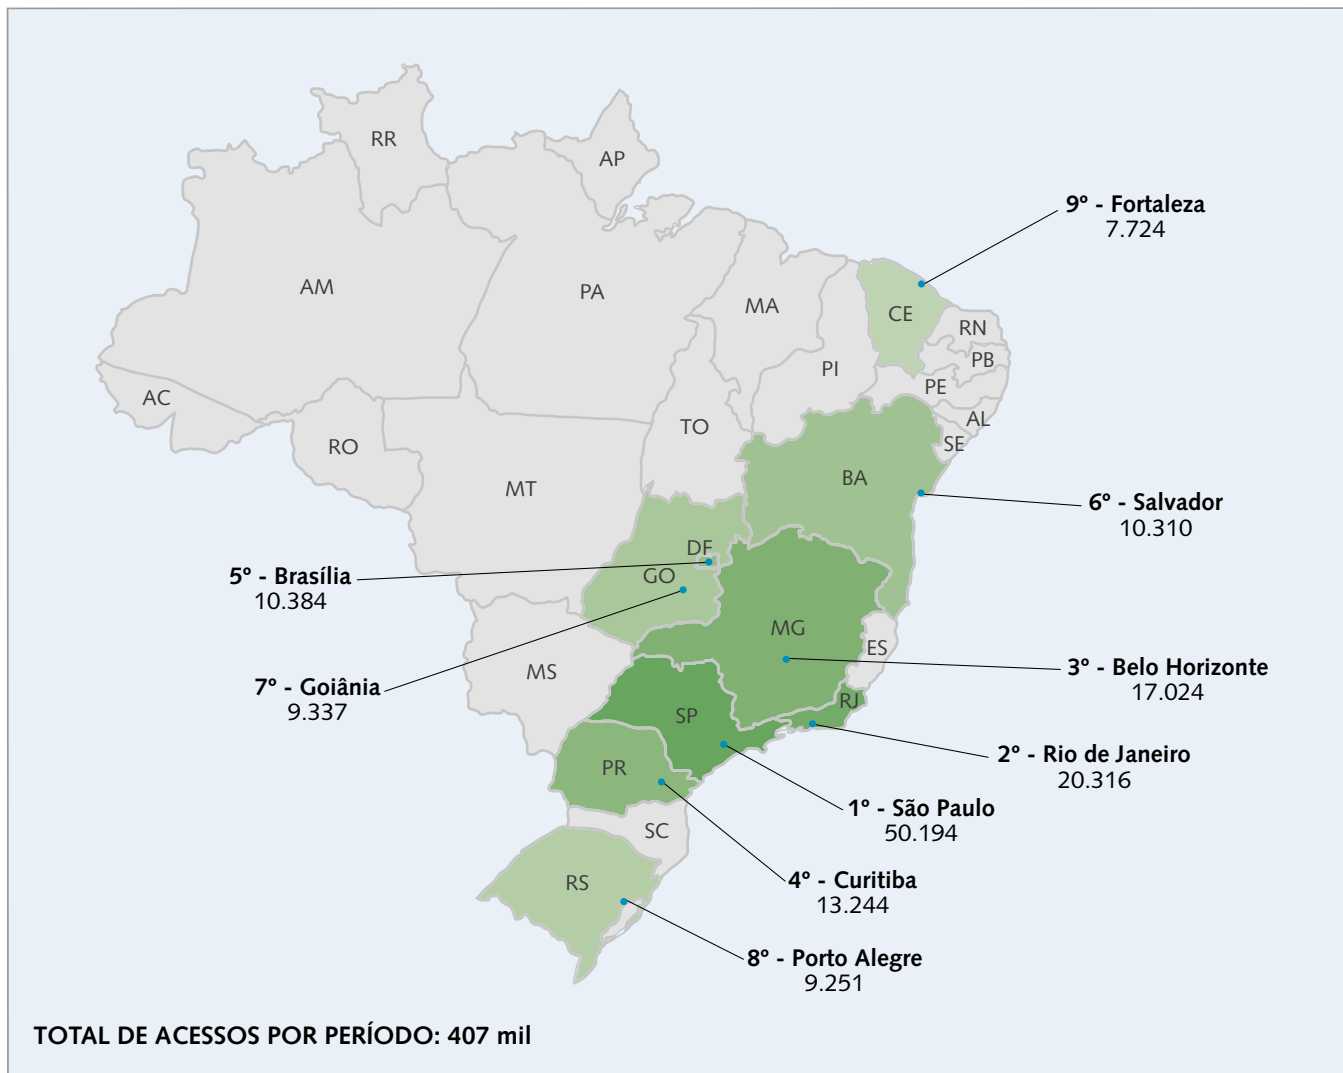 RR
AP
9º - Fortaleza
7.724
AM
PA
MA
CE
RN
PB
PI
PE
AC
AL
TO
SE
RO
BA
MT
6º - Salvador
10.310
DF
5º - Brasília
10.384
GO
MG
ES
3º - Belo Horizonte
17.024
MS
7º - Goiânia
9.337
RJ
SP
2º - Rio de Janeiro
20.316
PR
1º - São Paulo
50.194
SC
4º - Curitiba
13.244
RS
8º - Porto Alegre
9.251
TOTAL DE ACESSOS POR PERÍODO: 407 mil